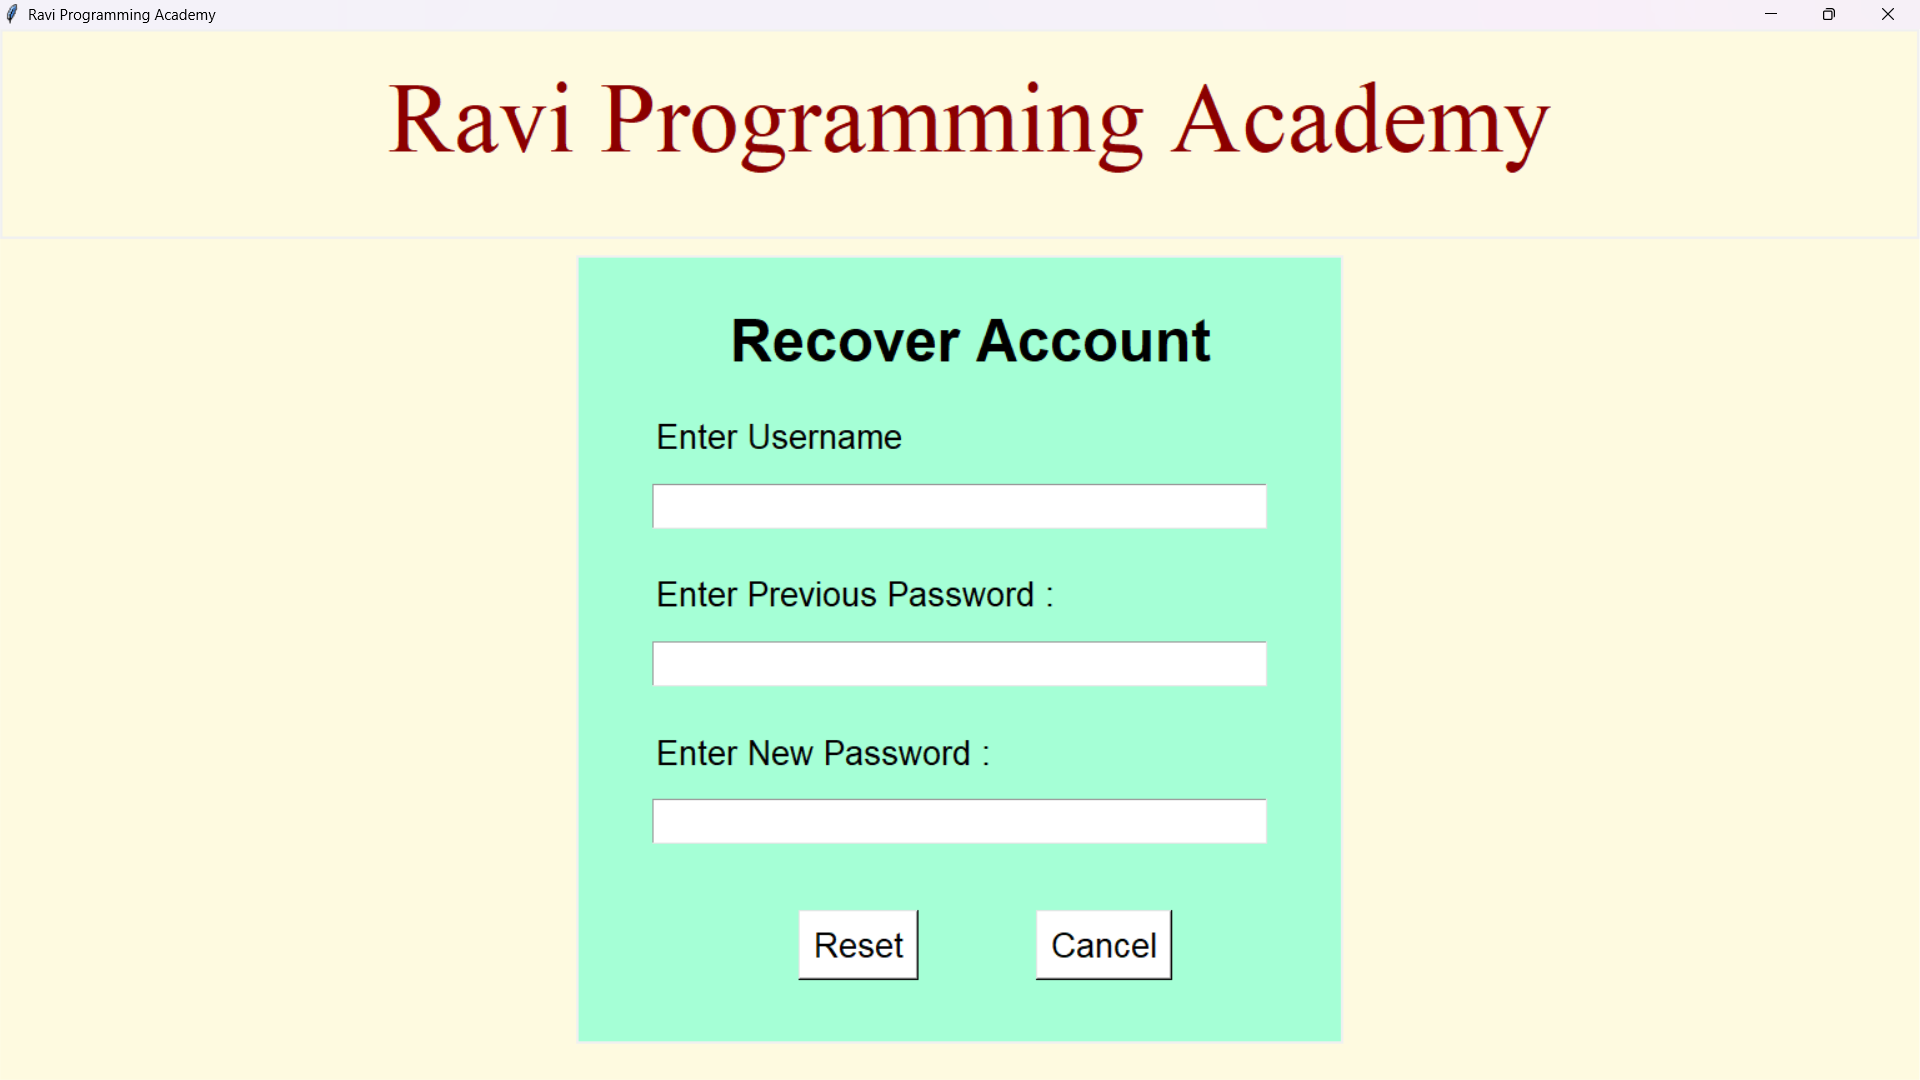 Ravi Programming Academy
Ravi Programming Academy
Recover Account
Enter Username
Enter Previous Password :
Enter New Password :
Reset Cancel